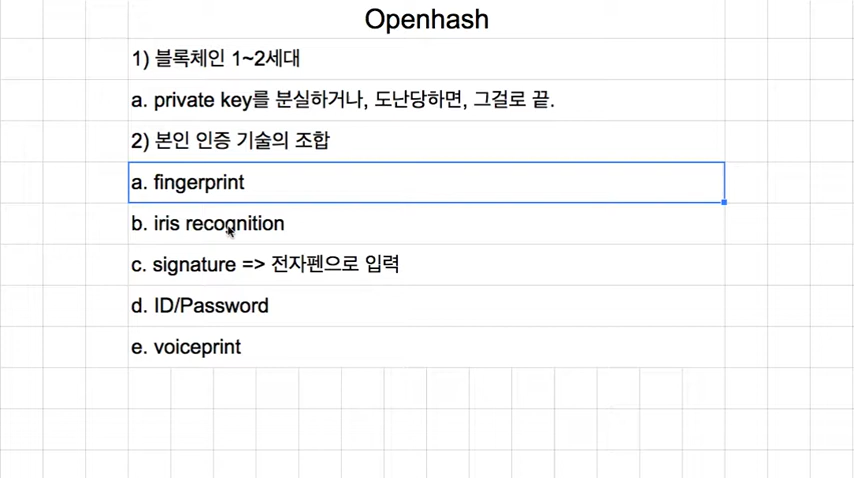 Openhash
1) 블록체인 1~2세대
a. private key를 분실하거나, 도난당하면, 그걸로 끝.
2) 본인 인증 기술의 조합
a. fingerprint
b. iris recognition
c. signature => 전자펜으로 입력
d. ID/Password
e. voiceprint